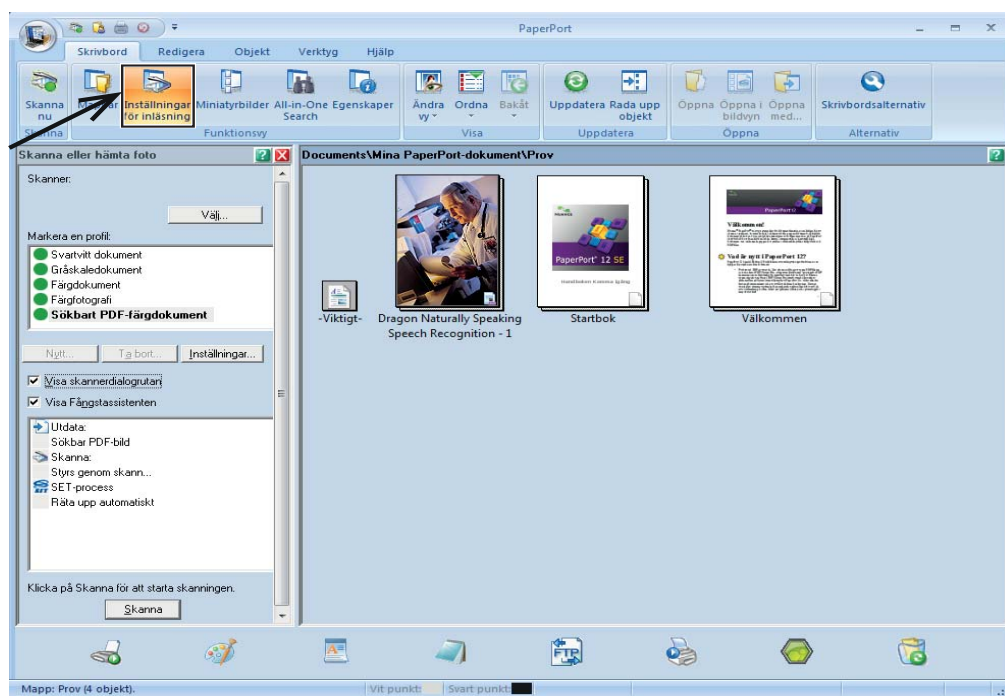 PaperPort
Skrivbord Redigera Objekt Verktyg Hjälp
Skanna nu
Inställningar för inläsning
Miniatyrbilder
All-in-One Search
Egenskaper
Ändra vy
Ordna
Bakåt
Uppdatera
Rada upp objekt
Öppna
Öppna i bildvyn
Öppna med...
Skrivbordsalternativ
Skanna Funktionsvy Visa Uppdatera Öppna Alternativ
Skanna eller hämta foto
Documents\Mina PaperPort-dokument\Prov
Skanner:
Välj...
Markera en profil:
Svartvitt dokument
Gråskaledokument
Färgdokument
Färgfotografi
Sökbart PDF-färgdokument
Nytt... Ta bort... Inställningar...
Visa skannerdialogrutan
Visa Fångstassistenten
Utdata:
Sökbar PDF-bild
Skanna:
Styrs genom skann...
SET-process
Räta upp automatiskt
Klicka på Skanna för att starta skanningen.
Skanna
-Viktigt-
Dragon Naturally Speaking
Speech Recognition - 1
NUANCE
PaperPort® 12 SE
Startbok
PaperPort 12
Välkommen!
Vad är nytt i PaperPort 12?
Välkommen
FTP
Mapp: Prov (4 objekt).
Vit punkt:
Svart punkt: